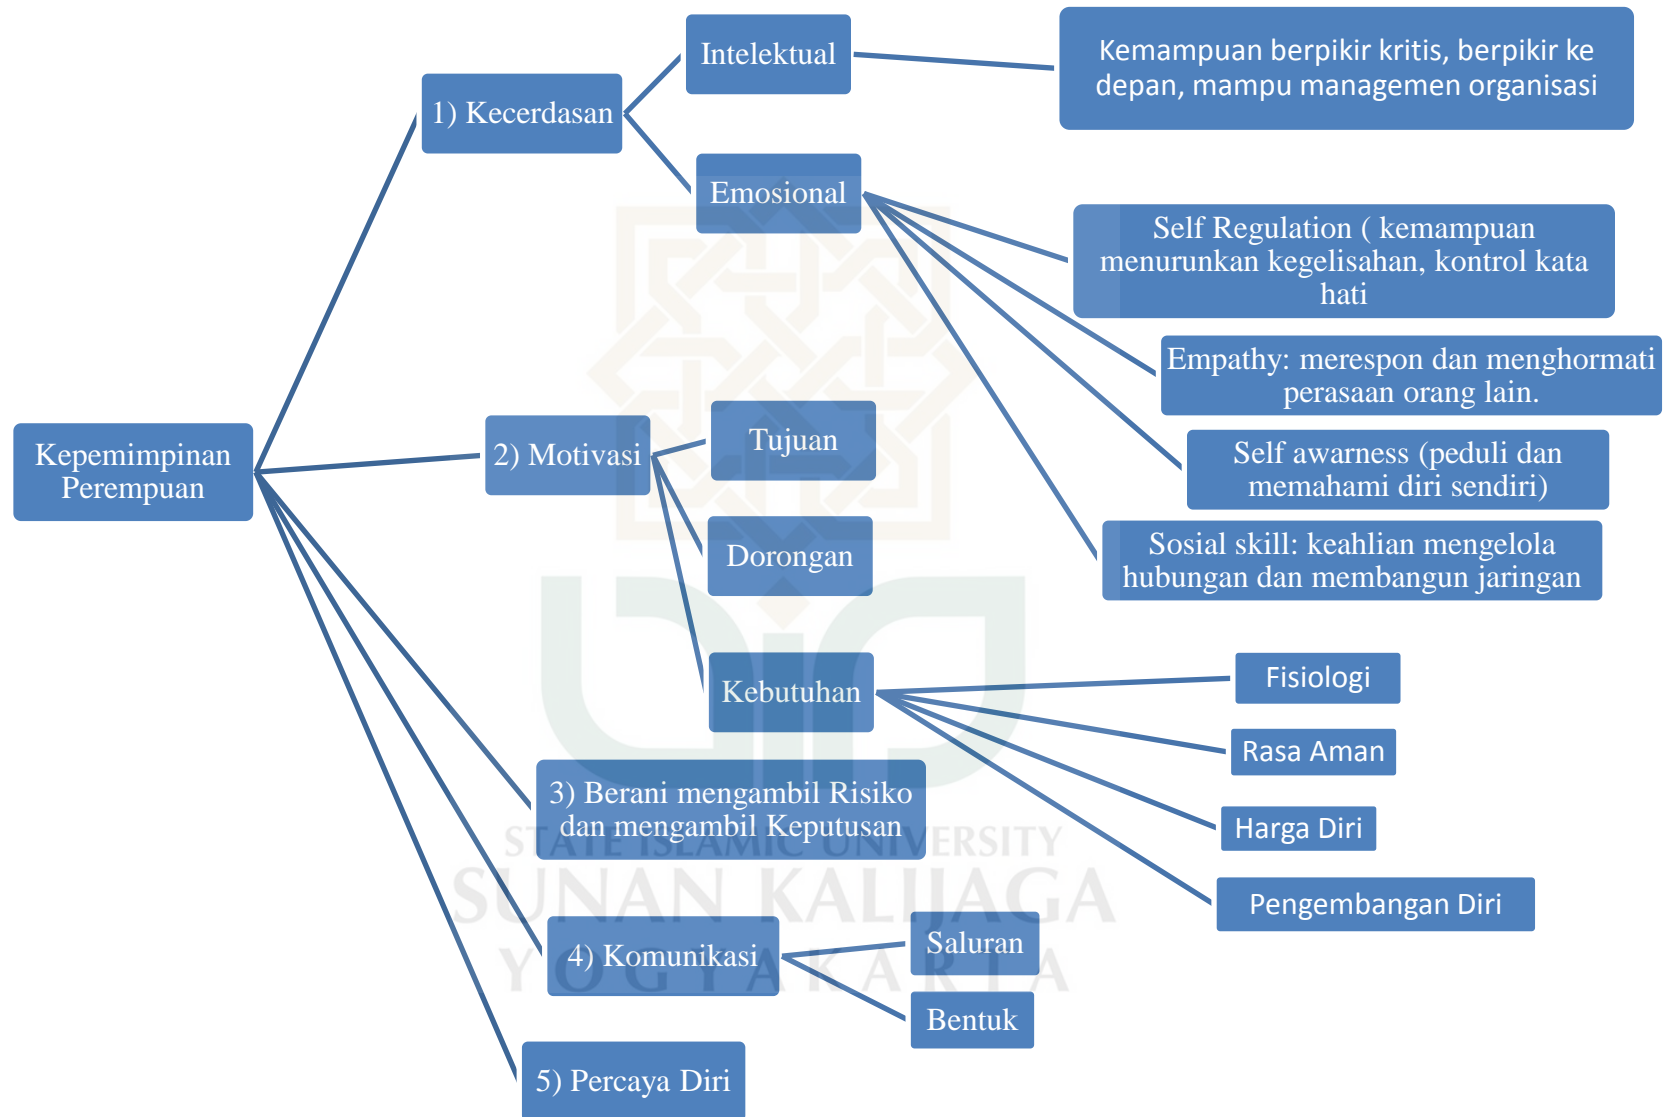 Kepemimpinan
Perempuan
1) Kecerdasan
Intelektual
Kemampuan berpikir kritis, berpikir ke
depan, mampu managemen organisasi
Emosional
Self Regulation ( kemampuan
menurunkan kegelisahan, kontrol kata
hati
Empathy: merespon dan menghormati
perasaan orang lain.
Self awarness (peduli dan
memahami diri sendiri)
Sosial skill: keahlian mengelola
hubungan dan membangun jaringan
2) Motivasi
Tujuan
Dorongan
Kebutuhan
Fisiologi
Rasa Aman
Harga Diri
Pengembangan Diri
3) Berani mengambil Risiko
dan mengambil Keputusan
4) Komunikasi
Saluran
Bentuk
5) Percaya Diri
STATE ISLAMIC UNIVERSITY
SUNAN KALIJAGA
YOGYAKARTA